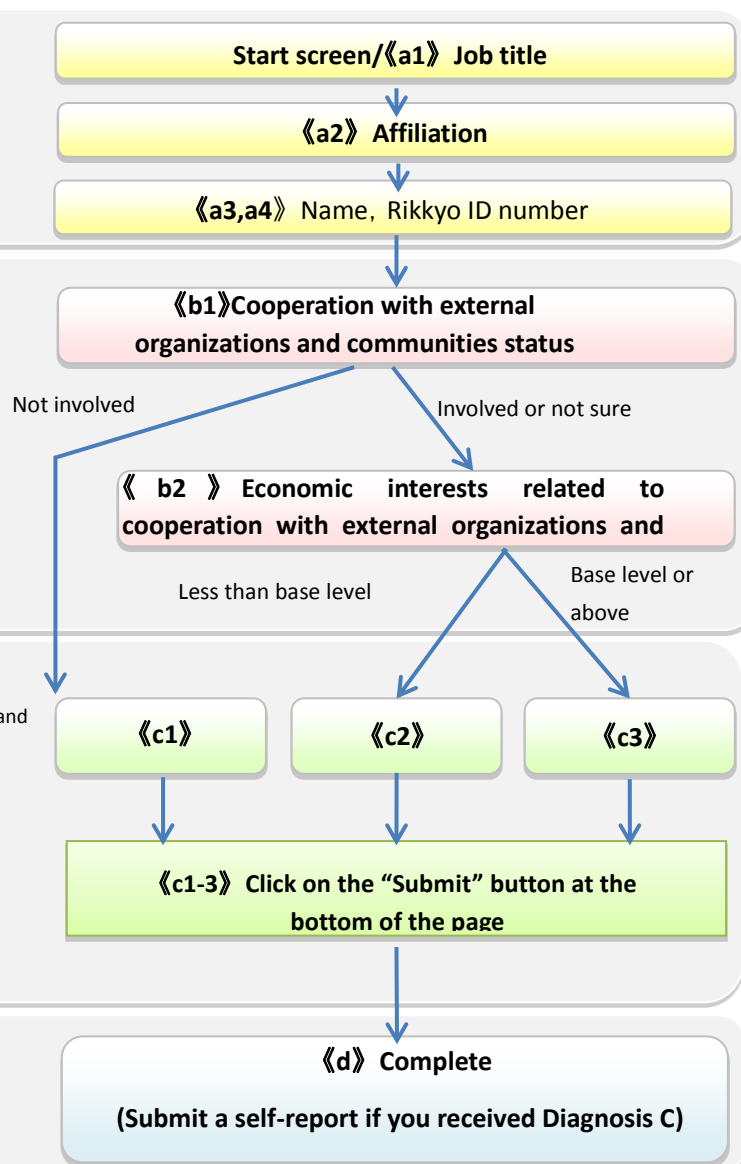 Start screen/《a1》 Job title
《a2》 Affiliation
《a3,a4》 Name, Rikkyo ID number
《b1》Cooperation with external
organizations and communities status
Not involved
Involved or not sure
《 b2 》 Economic interests related to
cooperation with external organizations and
Less than base level
Base level or
above
and
《c1》
《c2》
《c3》
《c1-3》 Click on the “Submit” button at the
bottom of the page
《d》 Complete
(Submit a self-report if you received Diagnosis C)